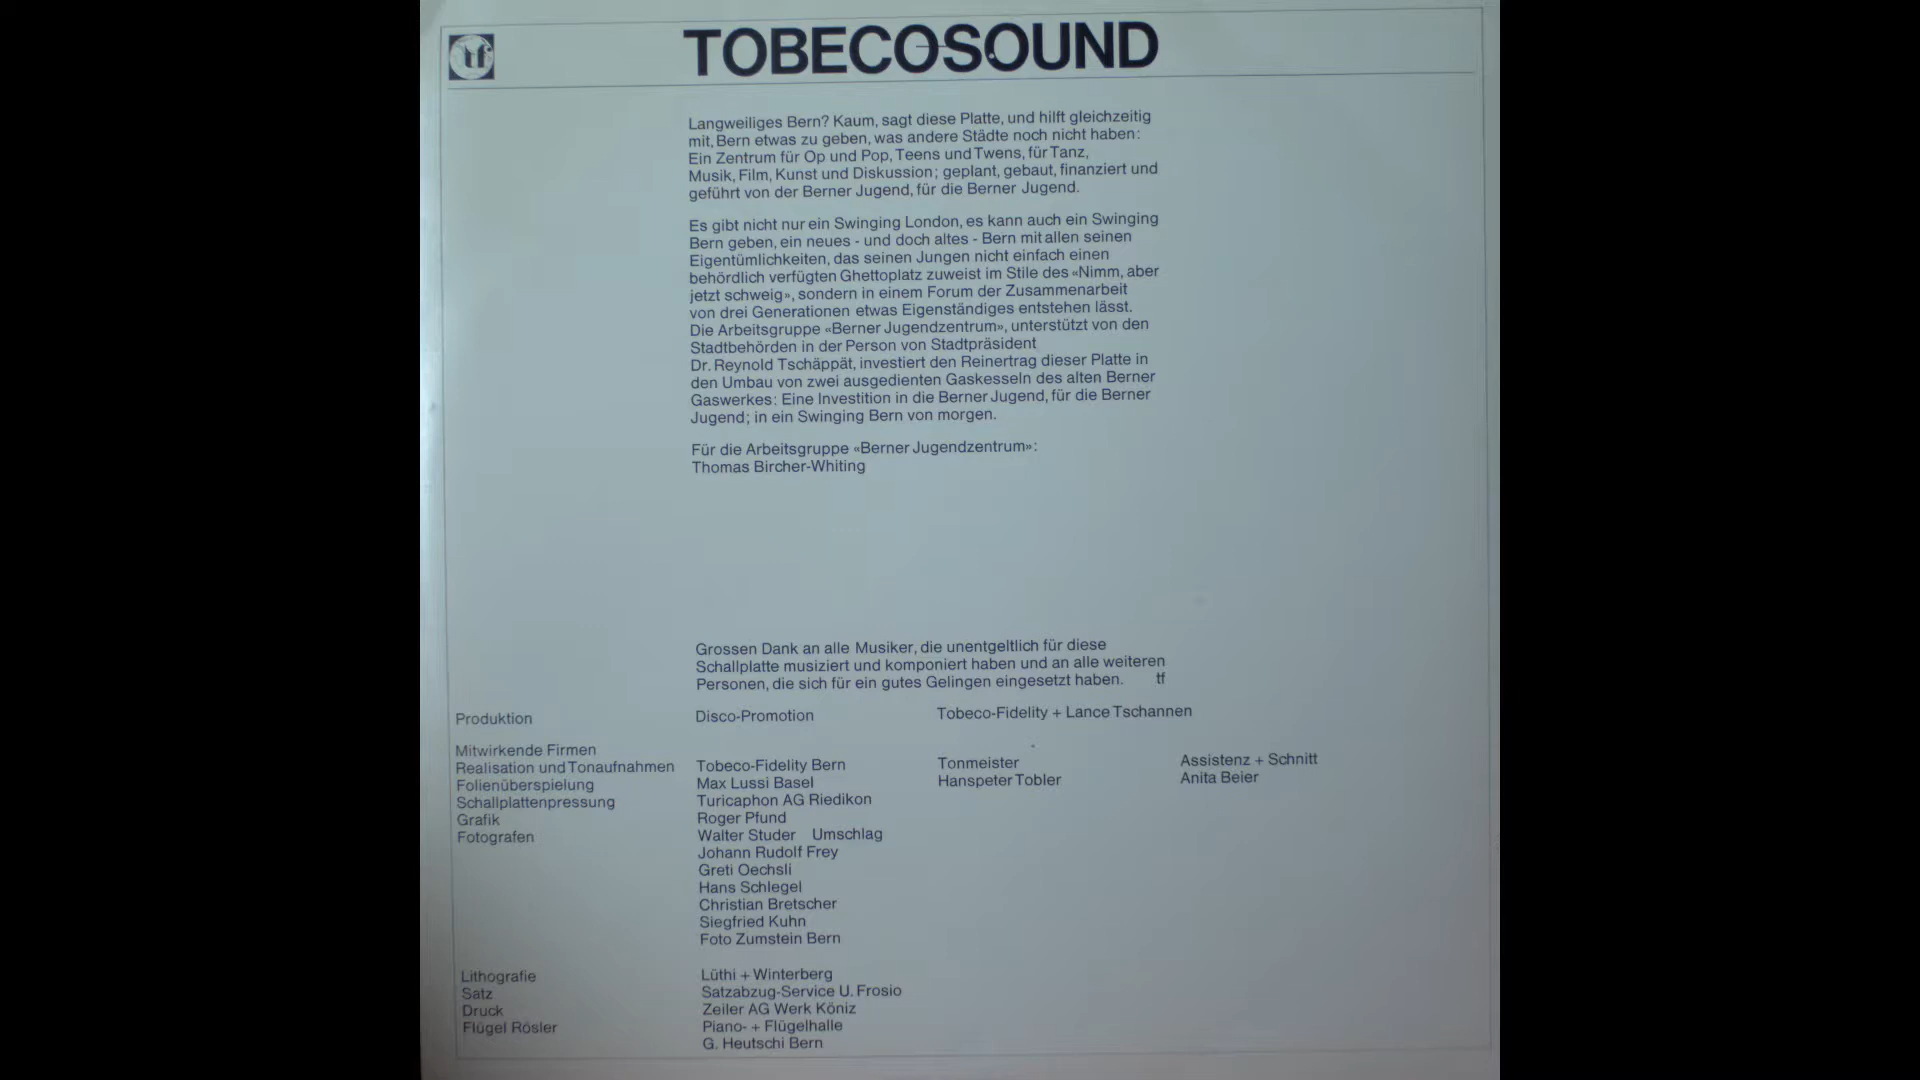 tf
TOBECOSOUND
Langweiliges Bern? Kaum, sagt diese Platte, und hilft gleichzeitig
mit, Bern etwas zu geben, was andere Städte noch nicht haben:
Ein Zentrum für Op und Pop, Teens und Twens, für Tanz,
Musik, Film, Kunst und Diskussion; geplant, gebaut, finanziert und
geführt von der Berner Jugend, für die Berner Jugend.
Es gibt nicht nur ein Swinging London, es kann auch ein Swinging
Bern geben, ein neues - und doch altes - Bern mit allen seinen
Eigentümlichkeiten, das seinen Jungen nicht einfach einen
behördlich verfügten Ghettoplatz zuweist im Stile des «Nimm, aber
jetzt schweig», sondern in einem Forum der Zusammenarbeit
von drei Generationen etwas Eigenständiges entstehen lässt.
Die Arbeitsgruppe «Berner Jugendzentrum», unterstützt von den
Stadtbehörden in der Person von Stadtpräsident
Dr. Reynold Tschäppät, investiert den Reinertrag dieser Platte in
den Umbau von zwei ausgedienten Gaskesseln des alten Berner
Gaswerkes: Eine Investition in die Berner Jugend, für die Berner
Jugend; in ein Swinging Bern von morgen.
Für die Arbeitsgruppe «Berner Jugendzentrum»:
Thomas Bircher-Whiting
Grossen Dank an alle Musiker, die unentgeltlich für diese
Schallplatte musiziert und komponiert haben und an alle weiteren
Personen, die sich für ein gutes Gelingen eingesetzt haben. tf
Produktion Disco-Promotion Tobeco-Fidelity + Lance Tschannen
Mitwirkende Firmen
Realisation und Tonaufnahmen Tobeco-Fidelity Bern Tonmeister Assistenz + Schnitt
Folienüberspielung Max Lussi Basel Hanspeter Tobler Anita Beier
Schallplattenpressung Turicaphon AG Riedikon
Grafik Roger Pfund
Fotografen Walter Studer Umschlag
Johann Rudolf Frey
Greti Oechsli
Hans Schlegel
Christian Bretscher
Siegfried Kuhn
Foto Zumstein Bern
Lithografie Lüthi + Winterberg
Satz Satzabzug-Service U. Frosio
Druck Zeiler AG Werk Köniz
Flügel Rösler Piano- + Flügelhalle
G. Heutschi Bern